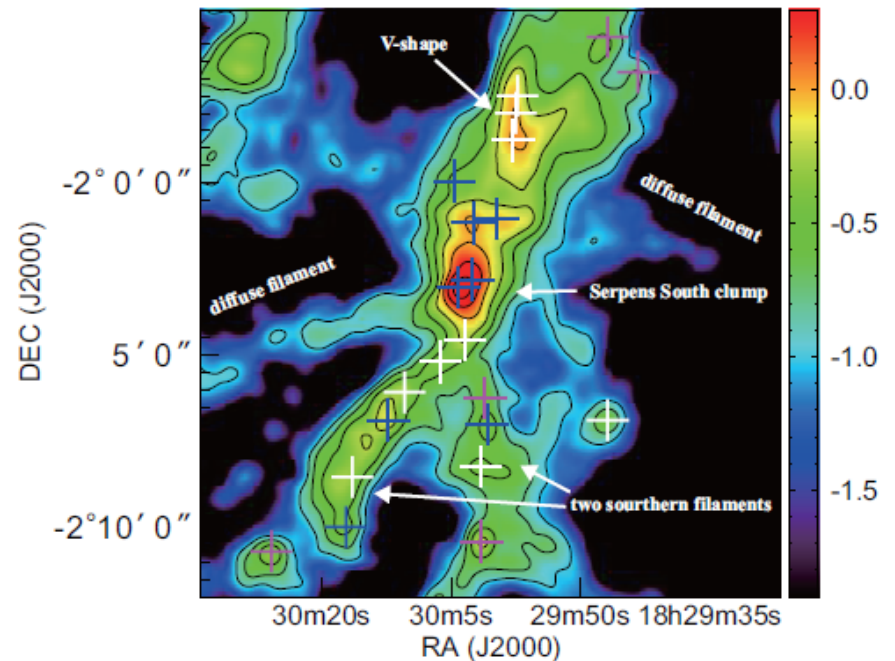 V-shape
0.0
-2° 0′ 0″
diffuse filament
-0.5
diffuse filament
Serpens South clump
DEC (J2000)
5′ 0″
-1.0
-1.5
two sourthern filaments
-2° 10′ 0″
30m20s 30m5s 29m50s 18h29m35s
RA (J2000)